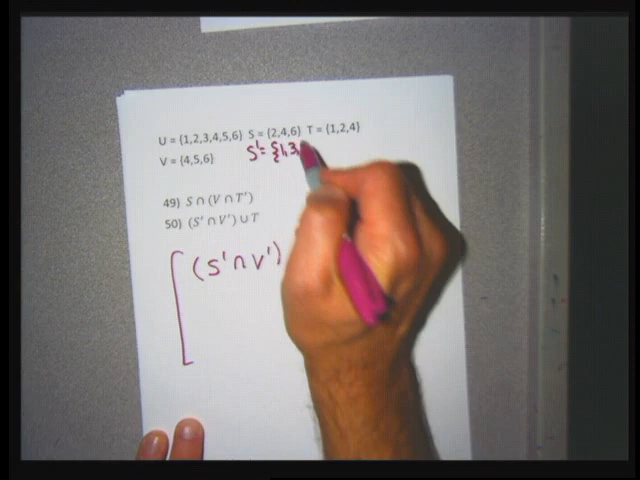 U = {1,2,3,4,5,6} S = {2,4,6} T = {1,2,4}
V = {4,5,6} S' = {1,3,
49) S ∩ (V ∩ T′)
50) (S′ ∩ V′) ∪ T
(S' ∩ V')